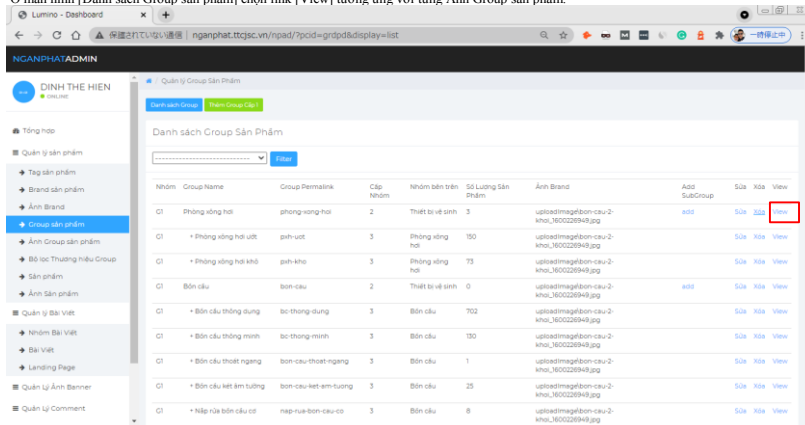 Ở màn hình [Danh sách Group sản phẩm] chọn link [View] tương ứng với từng Ảnh Group sản phẩm.
Lumino - Dashboard
保護されていない通信 | nganphat.ttcjsc.vn/npad/?pcid=grdpd&display=list
一時停止中
NGANPHATADMIN
DINH THE HIEN
ONLINE
/ Quản lý Group Sản Phẩm
Danh sách Group Thêm Group Cấp 1
Tổng hợp
Quản lý sản phẩm
Tag sản phẩm
Brand sản phẩm
Ảnh Brand
Group sản phẩm
Ảnh Group sản phẩm
Bộ lọc Thương hiệu Group
Sản phẩm
Ảnh Sản phẩm
Quản lý Bài Viết
Nhóm Bài Viết
Bài Viết
Landing Page
Quản Lý Ảnh Banner
Quản Lý Comment
Danh sách Group Sản Phẩm
Filter
Nhóm Group Name Group Permalink Cấp Nhóm Nhóm bên trên Số Lượng Sản Phẩm Ảnh Brand Add SubGroup Sửa Xóa View
G1 Phòng xông hơi phong-xong-hoi 2 Thiết bị vệ sinh 3 uploadImage\bon-cau-2-khoi_1600226949.jpg add Sửa Xóa View
G1 + Phòng xông hơi ướt pxh-uot 3 Phòng xông hơi 150 uploadImage\bon-cau-2-khoi_1600226949.jpg Sửa Xóa View
G1 + Phòng xông hơi khô pxh-kho 3 Phòng xông hơi 73 uploadImage\bon-cau-2-khoi_1600226949.jpg Sửa Xóa View
G1 Bồn cầu bon-cau 2 Thiết bị vệ sinh 0 uploadImage\bon-cau-2-khoi_1600226949.jpg add Sửa Xóa View
G1 + Bồn cầu thông dụng bc-thong-dung 3 Bồn cầu 702 uploadImage\bon-cau-2-khoi_1600226949.jpg Sửa Xóa View
G1 + Bồn cầu thông minh bc-thong-minh 3 Bồn cầu 130 uploadImage\bon-cau-2-khoi_1600226949.jpg Sửa Xóa View
G1 + Bồn cầu thoát ngang bon-cau-thoat-ngang 3 Bồn cầu 1 uploadImage\bon-cau-2-khoi_1600226949.jpg Sửa Xóa View
G1 + Bồn cầu két âm tường bon-cau-ket-am-tuong 3 Bồn cầu 25 uploadImage\bon-cau-2-khoi_1600226949.jpg Sửa Xóa View
G1 + Nắp rửa bồn cầu cơ nap-rua-bon-cau-co 3 Bồn cầu 8 uploadImage\bon-cau-2-khoi_1600226949.jpg Sửa Xóa View